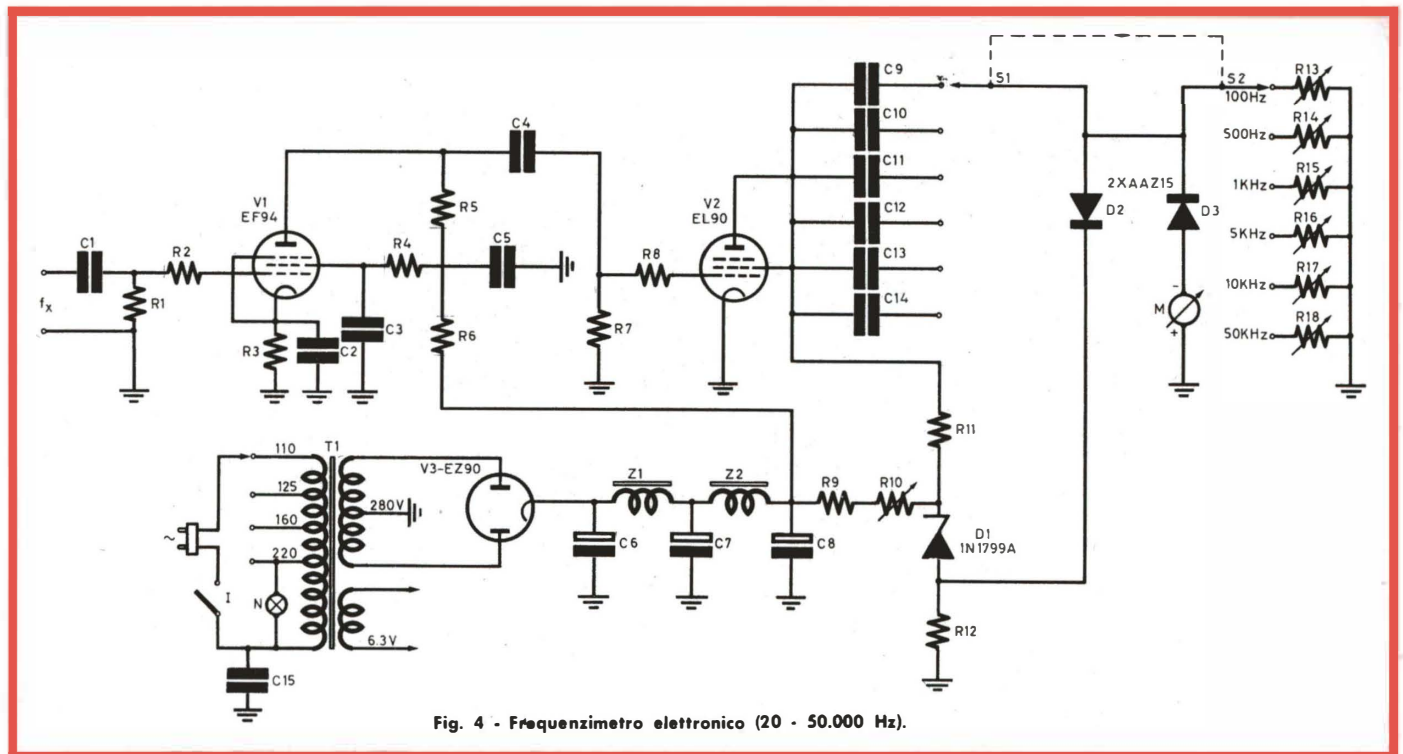 C9
S1
S2
100Hz
R13
C10
R14
500Hz
C4
C11
R15
1KHz
V1
EF94
R5
V2
EL90
C12
2XAAZ15
D2
D3
R16
5KHz
C1
R2
R4
C5
R8
C13
R17
10KHz
fx
R1
C14
M
-
+
R18
50KHz
R3
C2
C3
R6
R7
R11
110
T1
V3-EZ90
Z1
Z2
R9
R10
125
280V
160
C6
C7
C8
D1
1N1799A
~
220
I
N
6.3V
R12
C15
Fig. 4 - Frequenzimetro elettronico (20 - 50.000 Hz).